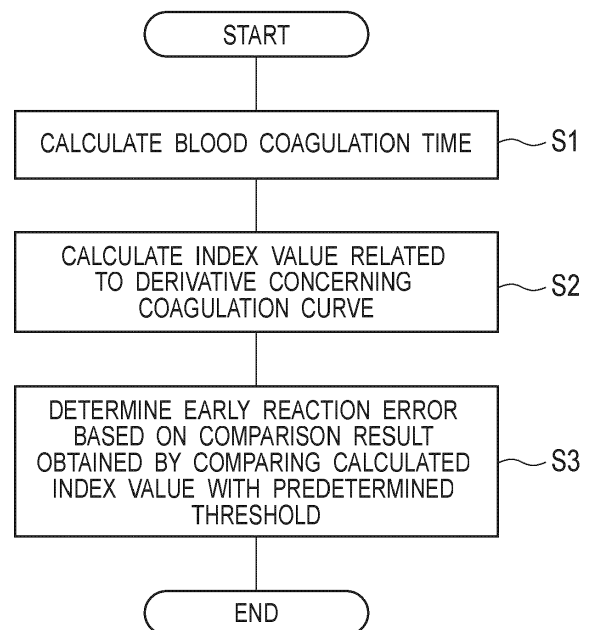 START
CALCULATE BLOOD COAGULATION TIME
S1
CALCULATE INDEX VALUE RELATED
TO DERIVATIVE CONCERNING
COAGULATION CURVE
S2
DETERMINE EARLY REACTION ERROR
BASED ON COMPARISON RESULT
OBTAINED BY COMPARING CALCULATED
INDEX VALUE WITH PREDETERMINED
THRESHOLD
S3
END